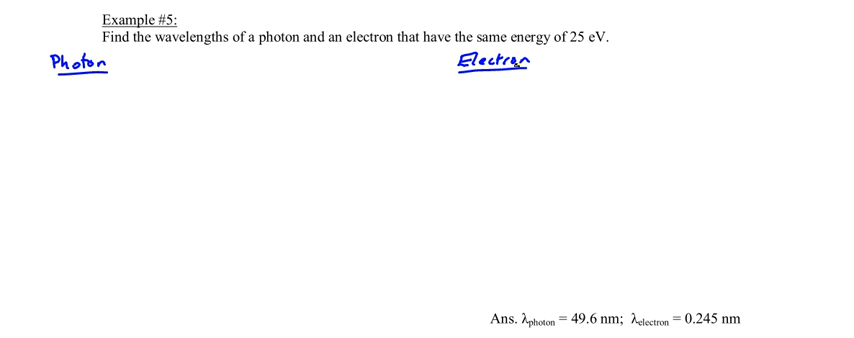 Example #5:
Find the wavelengths of a photon and an electron that have the same energy of 25 eV.
Photon
Electron
Ans. λphoton = 49.6 nm; λelectron = 0.245 nm